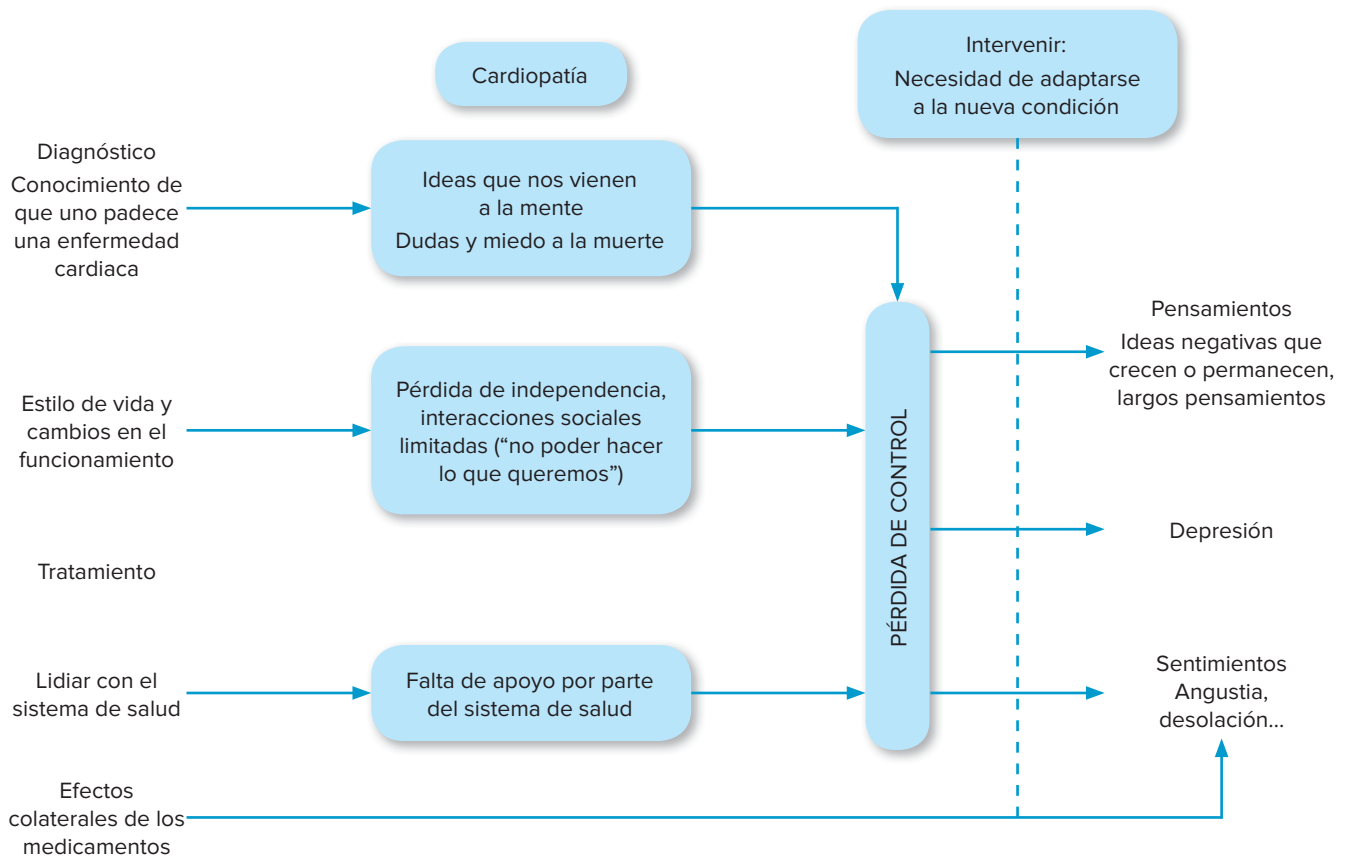 Cardiopatía
Intervenir:
Necesidad de adaptarse
a la nueva condición
Diagnóstico
Conocimiento de
que uno padece
una enfermedad
cardiaca
Ideas que nos vienen
a la mente
Dudas y miedo a la muerte
Estilo de vida y
cambios en el
funcionamiento
Pérdida de independencia,
interacciones sociales
limitadas (“no poder hacer
lo que queremos”)
Tratamiento
Lidiar con el
sistema de salud
Falta de apoyo por parte
del sistema de salud
Efectos
colaterales de los
medicamentos
PÉRDIDA DE CONTROL
Pensamientos
Ideas negativas que
crecen o permanecen,
largos pensamientos
Depresión
Sentimientos
Angustia,
desolación...